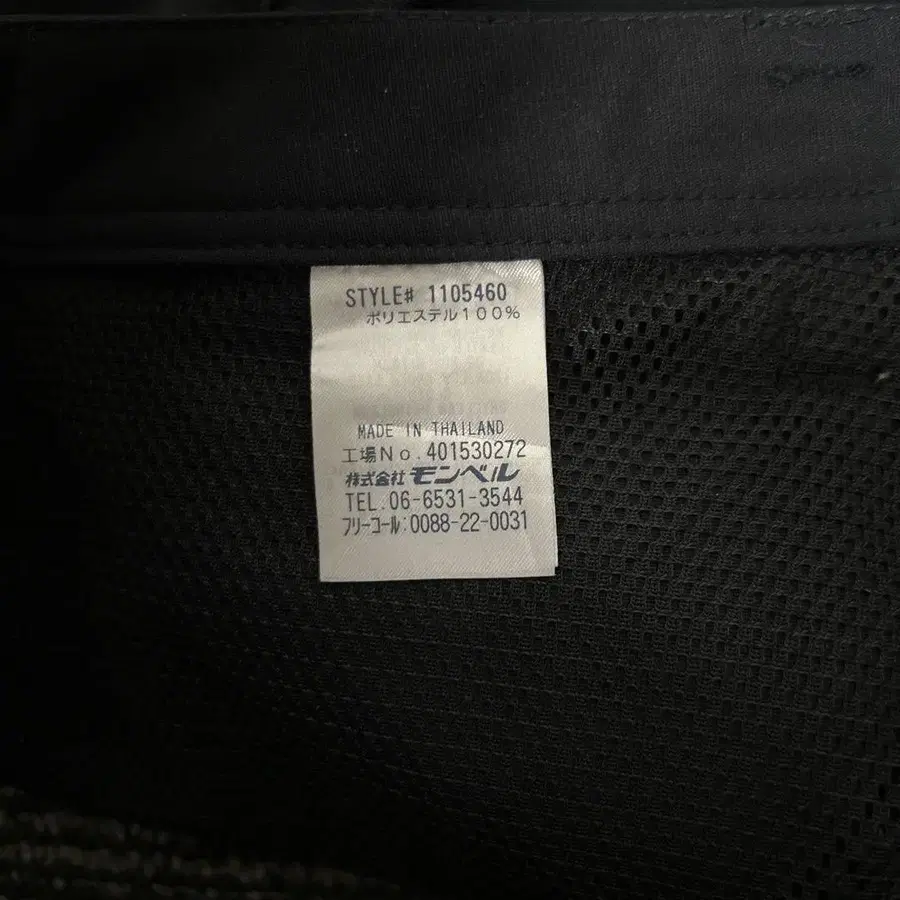 STYLE# 1105460
ポリエステル100%
MADE IN THAILAND
工場No.401530272
株式会社 モンベル
TEL.06-6531-3544
フリーコール:0088-22-0031